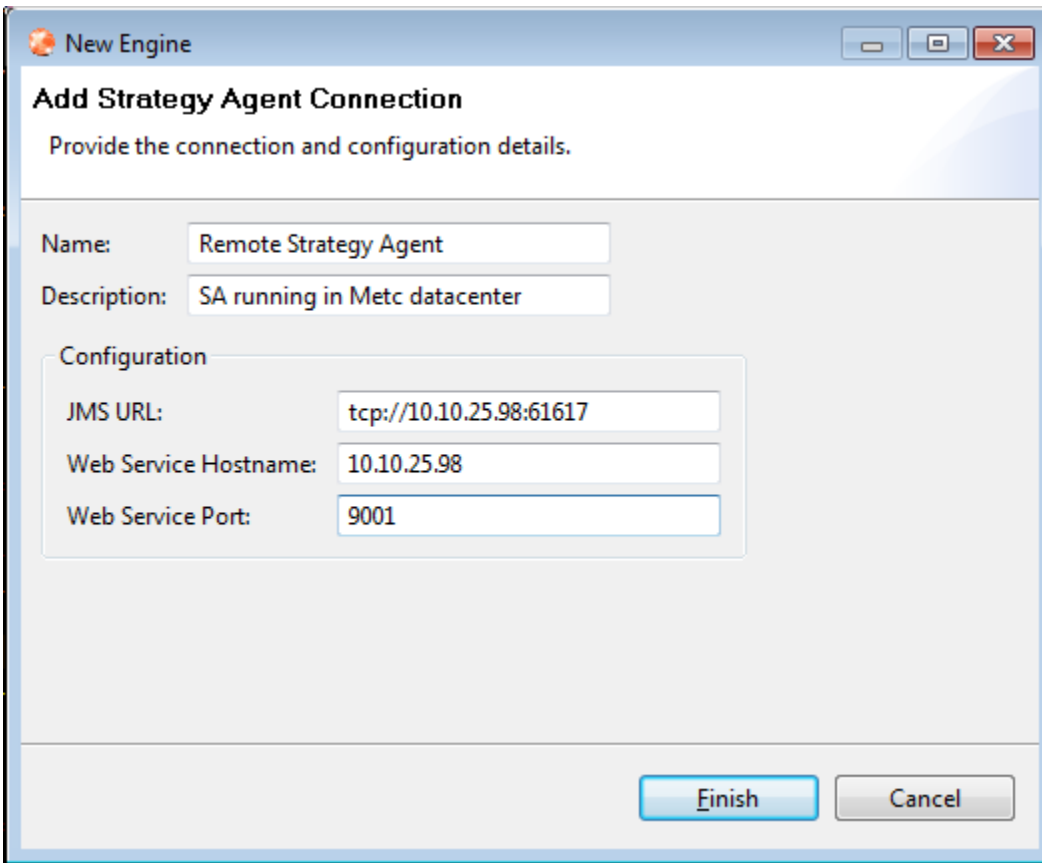 New Engine
Add Strategy Agent Connection
Provide the connection and configuration details.
Name: Remote Strategy Agent
Description: SA running in Metc datacenter
Configuration
JMS URL: tcp://10.10.25.98:61617
Web Service Hostname: 10.10.25.98
Web Service Port: 9001
Finish Cancel